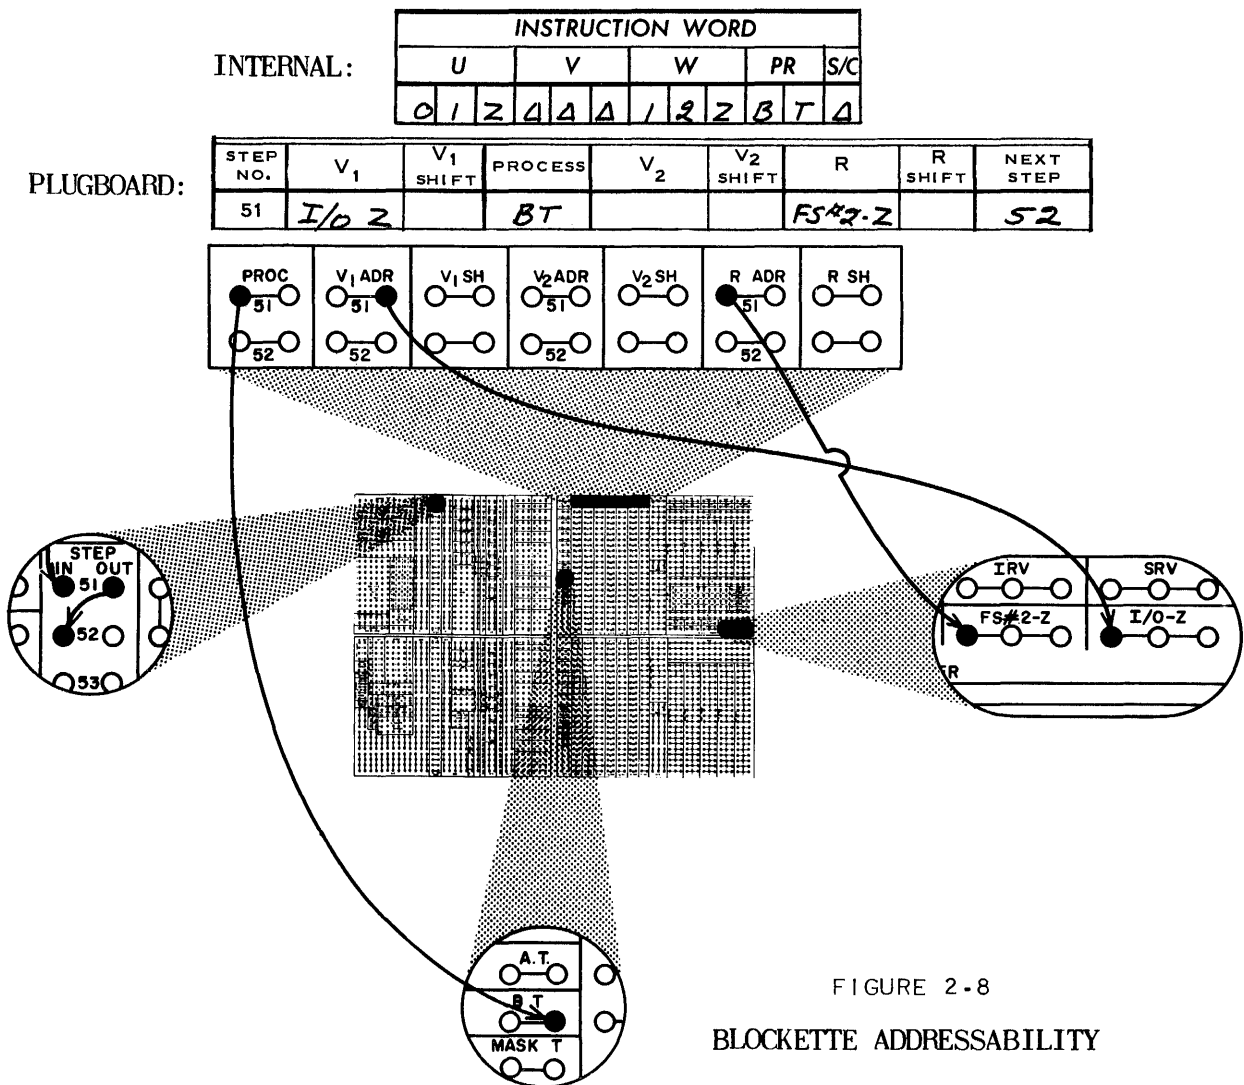 INSTRUCTION WORD
INTERNAL: U V W PR S/C
0 1 Z Δ Δ Δ 1 2 Z B T Δ
PLUGBOARD: STEP NO. V1 V1 SHIFT PROCESS V2 V2 SHIFT R R SHIFT NEXT STEP
51 I/O Z BT FS#2-Z 52
PROC V1 ADR V1 SH V2 ADR V2 SH R ADR R SH
51 51 51 51
52 52 52 52
STEP
IN OUT
51
52
53
IRV SRV
FS#2-Z I/O-Z
R
A.T.
B T
MASK T
FIGURE 2-8
BLOCKETTE ADDRESSABILITY